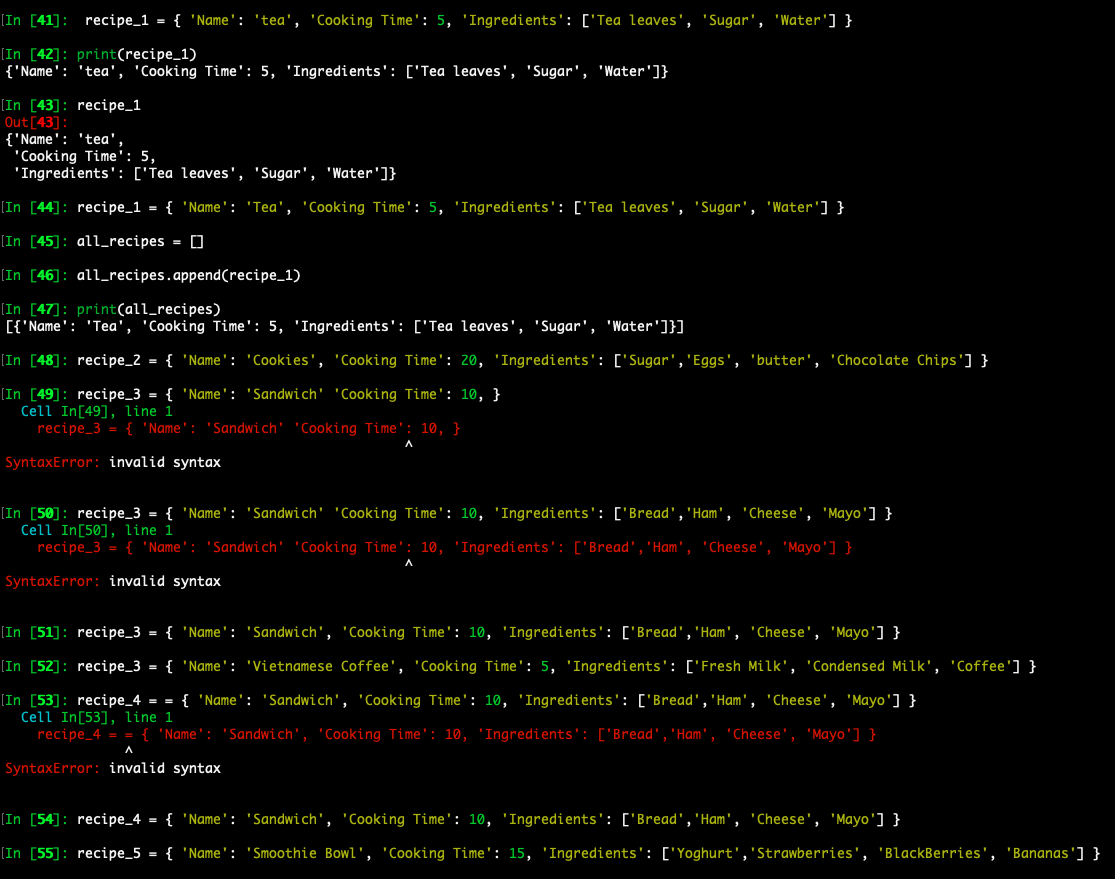 [In [41]:  recipe_1 = { 'Name': 'tea', 'Cooking Time': 5, 'Ingredients': ['Tea leaves', 'Sugar', 'Water'] }
[In [42]: print(recipe_1)
{'Name': 'tea', 'Cooking Time': 5, 'Ingredients': ['Tea leaves', 'Sugar', 'Water']}
[In [43]: recipe_1
Out[43]:
{'Name': 'tea',
 'Cooking Time': 5,
 'Ingredients': ['Tea leaves', 'Sugar', 'Water']}
[In [44]: recipe_1 = { 'Name': 'Tea', 'Cooking Time': 5, 'Ingredients': ['Tea leaves', 'Sugar', 'Water'] }
[In [45]: all_recipes = []
[In [46]: all_recipes.append(recipe_1)
[In [47]: print(all_recipes)
[{'Name': 'Tea', 'Cooking Time': 5, 'Ingredients': ['Tea leaves', 'Sugar', 'Water']}]
[In [48]: recipe_2 = { 'Name': 'Cookies', 'Cooking Time': 20, 'Ingredients': ['Sugar','Eggs', 'butter', 'Chocolate Chips'] }
[In [49]: recipe_3 = { 'Name': 'Sandwich' 'Cooking Time': 10, }
  Cell In[49], line 1
    recipe_3 = { 'Name': 'Sandwich' 'Cooking Time': 10, }
                                                  ^
SyntaxError: invalid syntax
[In [50]: recipe_3 = { 'Name': 'Sandwich' 'Cooking Time': 10, 'Ingredients': ['Bread','Ham', 'Cheese', 'Mayo'] }
  Cell In[50], line 1
    recipe_3 = { 'Name': 'Sandwich' 'Cooking Time': 10, 'Ingredients': ['Bread','Ham', 'Cheese', 'Mayo'] }
                                                  ^
SyntaxError: invalid syntax
[In [51]: recipe_3 = { 'Name': 'Sandwich', 'Cooking Time': 10, 'Ingredients': ['Bread','Ham', 'Cheese', 'Mayo'] }
[In [52]: recipe_3 = { 'Name': 'Vietnamese Coffee', 'Cooking Time': 5, 'Ingredients': ['Fresh Milk', 'Condensed Milk', 'Coffee'] }
[In [53]: recipe_4 = = { 'Name': 'Sandwich', 'Cooking Time': 10, 'Ingredients': ['Bread','Ham', 'Cheese', 'Mayo'] }
  Cell In[53], line 1
    recipe_4 = = { 'Name': 'Sandwich', 'Cooking Time': 10, 'Ingredients': ['Bread','Ham', 'Cheese', 'Mayo'] }
               ^
SyntaxError: invalid syntax
[In [54]: recipe_4 = { 'Name': 'Sandwich', 'Cooking Time': 10, 'Ingredients': ['Bread','Ham', 'Cheese', 'Mayo'] }
[In [55]: recipe_5 = { 'Name': 'Smoothie Bowl', 'Cooking Time': 15, 'Ingredients': ['Yoghurt','Strawberries', 'BlackBerries', 'Bananas'] }